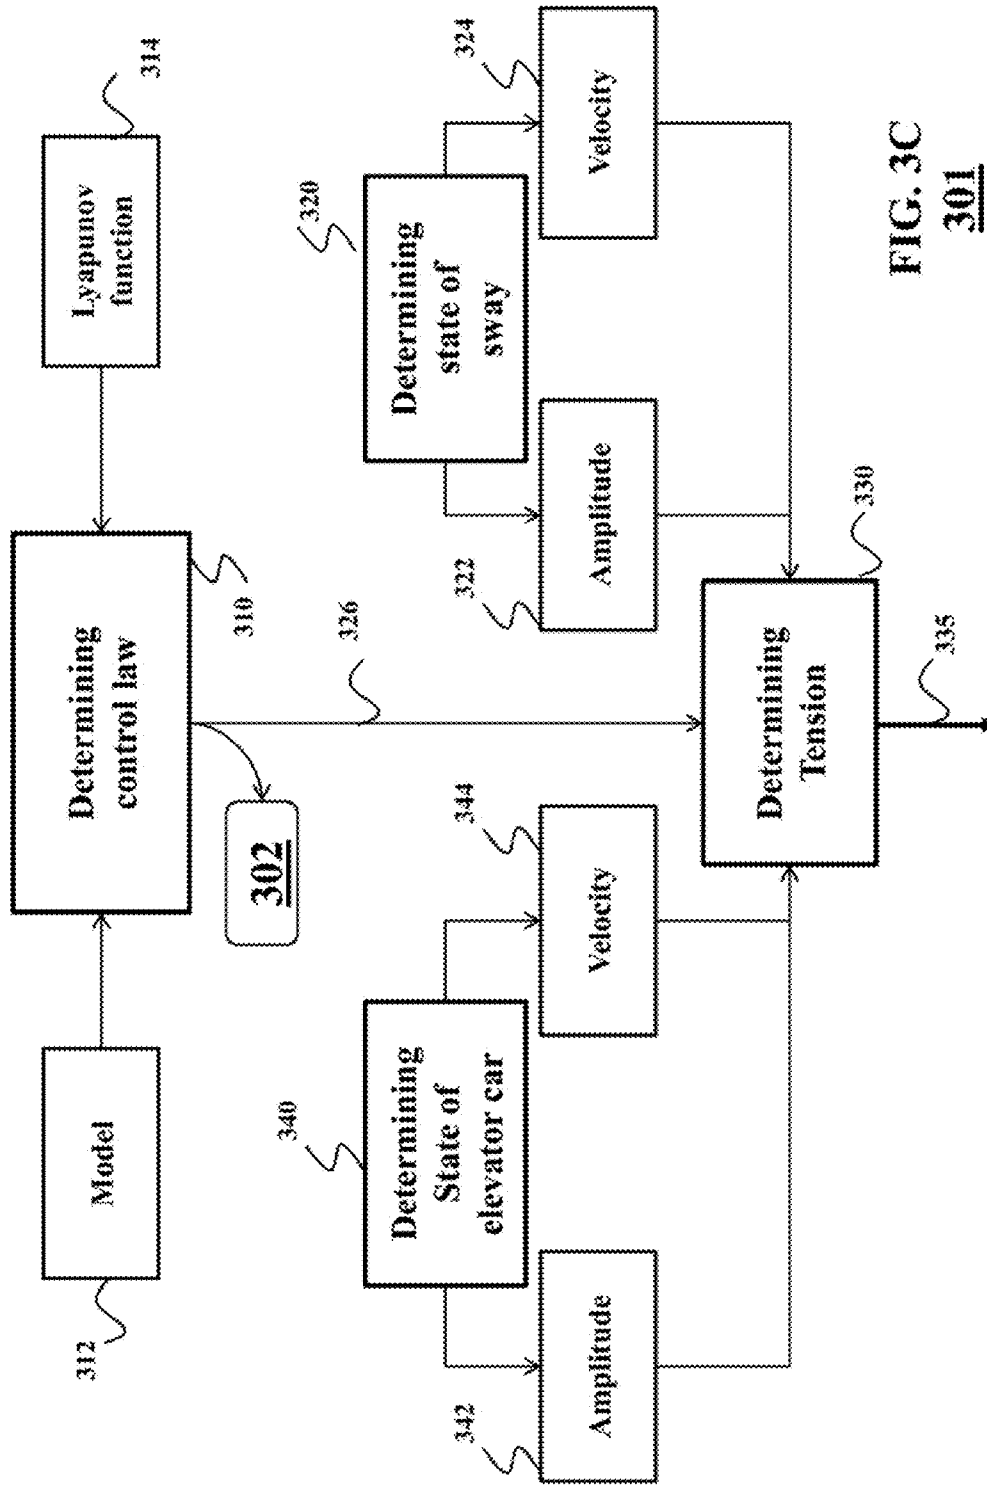 312
Model
Determining
control law
310
Lyapunov
function
314
302
326
340
Determining
State of
elevator car
320
Determining
state of
sway
342
Amplitude
344
Velocity
322
Amplitude
324
Velocity
Determining
Tension
330
335
FIG. 3C
301